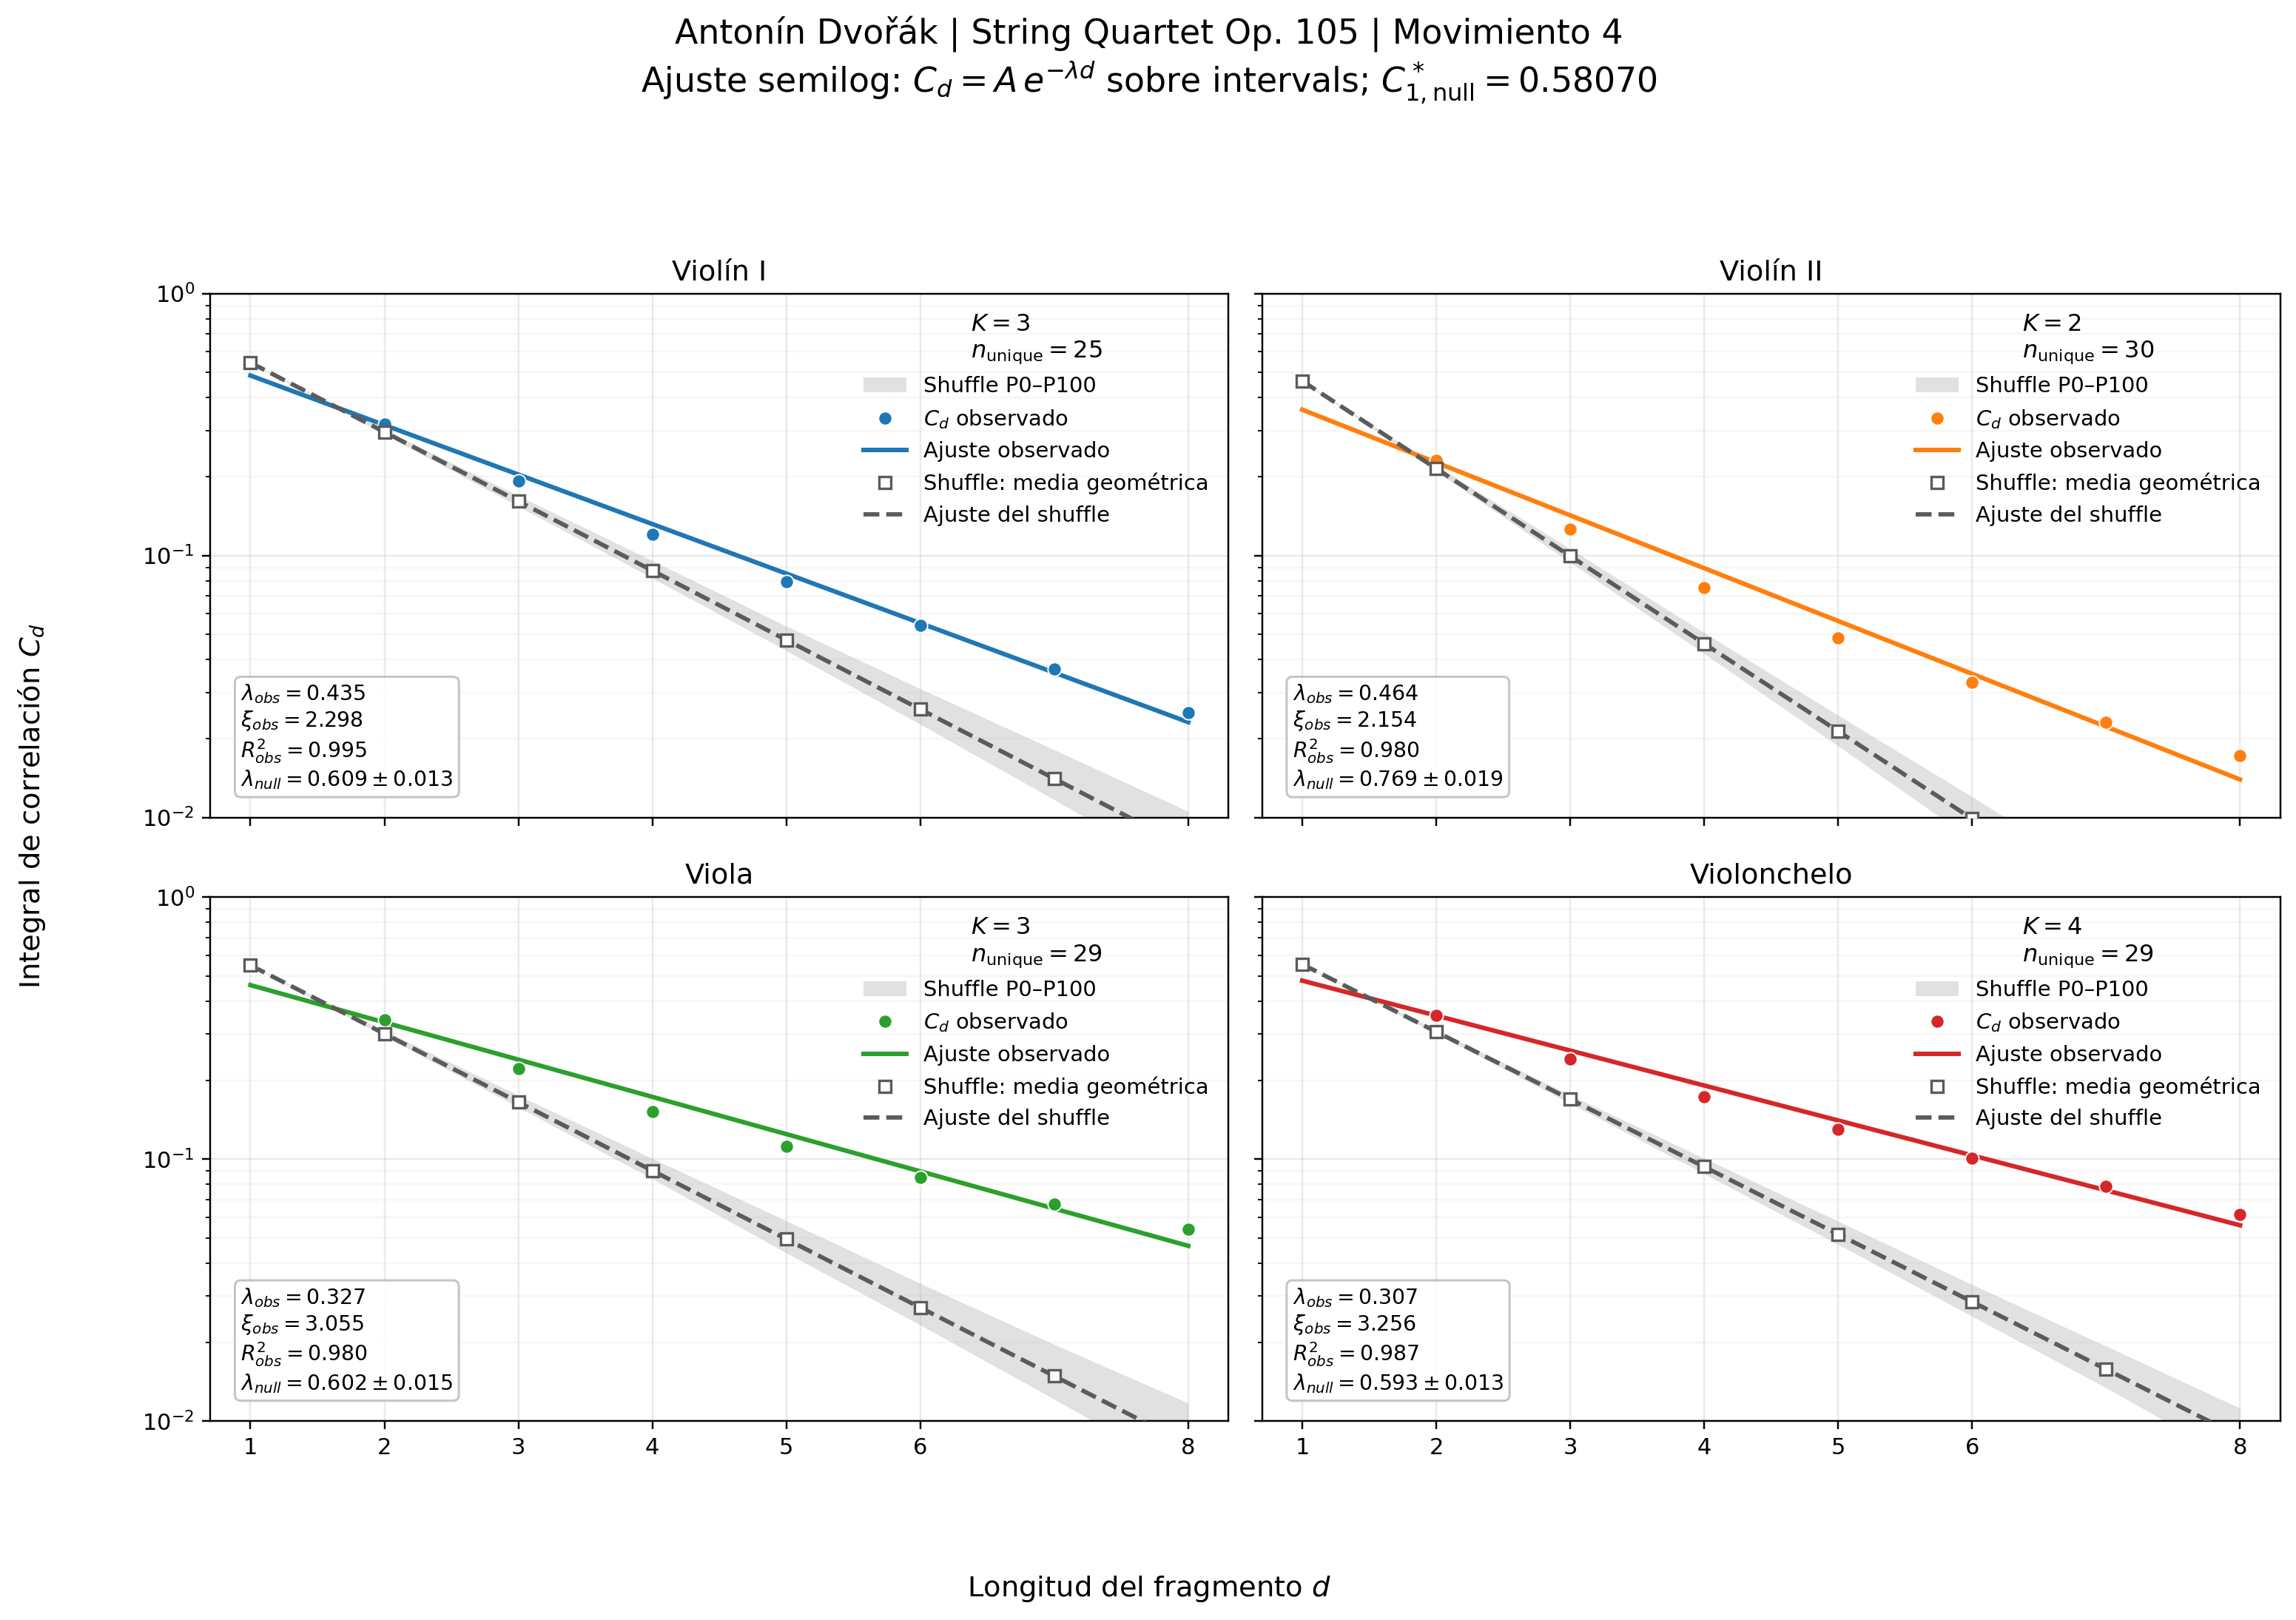 Antonín Dvořák | String Quartet Op. 105 | Movimiento 4
Ajuste semilog: C_d = A e^{−λd} sobre intervals; C^*_{1,null} = 0.58070
Integral de correlación C_d
Violín I
10^0
10^{−1}
10^{−2}
K = 3
n_unique = 25
Shuffle P0–P100
C_d observado
Ajuste observado
Shuffle: media geométrica
Ajuste del shuffle
λ_obs = 0.435
ξ_obs = 2.298
R^2_obs = 0.995
λ_null = 0.609 ± 0.013
Violín II
K = 2
n_unique = 30
Shuffle P0–P100
C_d observado
Ajuste observado
Shuffle: media geométrica
Ajuste del shuffle
λ_obs = 0.464
ξ_obs = 2.154
R^2_obs = 0.980
λ_null = 0.769 ± 0.019
Viola
10^0
10^{−1}
10^{−2}
K = 3
n_unique = 29
Shuffle P0–P100
C_d observado
Ajuste observado
Shuffle: media geométrica
Ajuste del shuffle
λ_obs = 0.327
ξ_obs = 3.055
R^2_obs = 0.980
λ_null = 0.602 ± 0.015
1 2 3 4 5 6 8
Violonchelo
K = 4
n_unique = 29
Shuffle P0–P100
C_d observado
Ajuste observado
Shuffle: media geométrica
Ajuste del shuffle
λ_obs = 0.307
ξ_obs = 3.256
R^2_obs = 0.987
λ_null = 0.593 ± 0.013
1 2 3 4 5 6 8
Longitud del fragmento d